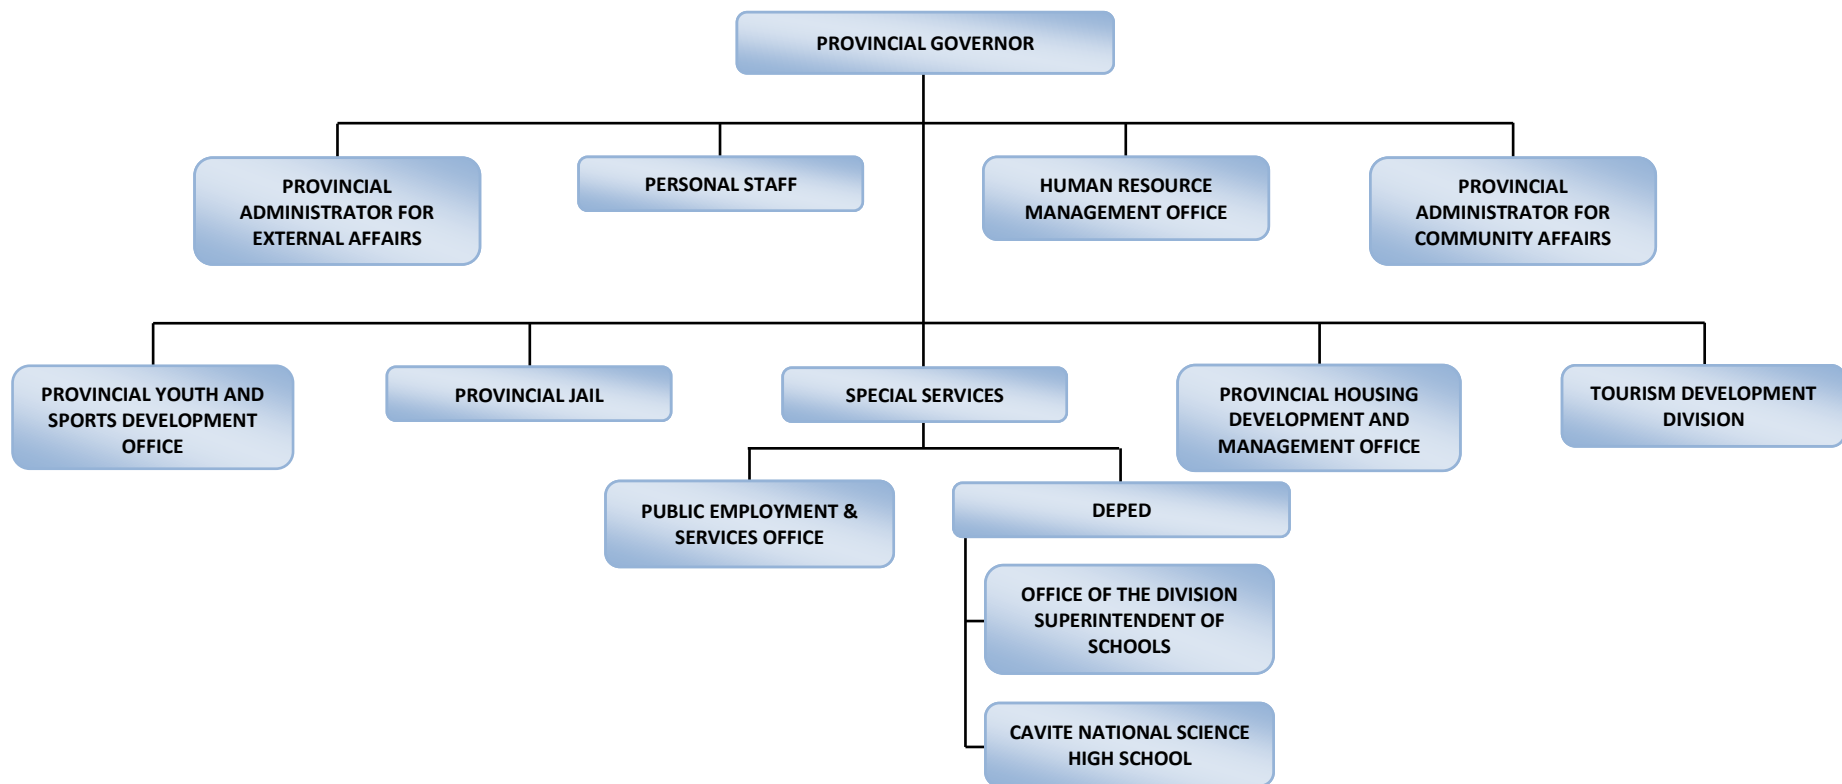 PROVINCIAL GOVERNOR
PROVINCIAL
ADMINISTRATOR FOR
EXTERNAL AFFAIRS
PERSONAL STAFF
HUMAN RESOURCE
MANAGEMENT OFFICE
PROVINCIAL
ADMINISTRATOR FOR
COMMUNITY AFFAIRS
PROVINCIAL YOUTH AND
SPORTS DEVELOPMENT
OFFICE
PROVINCIAL JAIL
SPECIAL SERVICES
PROVINCIAL HOUSING
DEVELOPMENT AND
MANAGEMENT OFFICE
TOURISM DEVELOPMENT
DIVISION
PUBLIC EMPLOYMENT &
SERVICES OFFICE
DEPED
OFFICE OF THE DIVISION
SUPERINTENDENT OF
SCHOOLS
CAVITE NATIONAL SCIENCE
HIGH SCHOOL